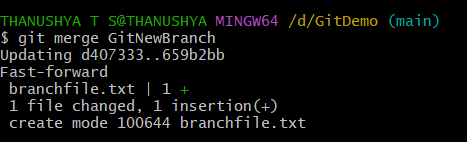 THANUSHYA T S@THANUSHYA MINGW64 /d/GitDemo (main)
$ git merge GitNewBranch
Updating d407333..659b2bb
Fast-forward
 branchfile.txt | 1 +
 1 file changed, 1 insertion(+)
 create mode 100644 branchfile.txt